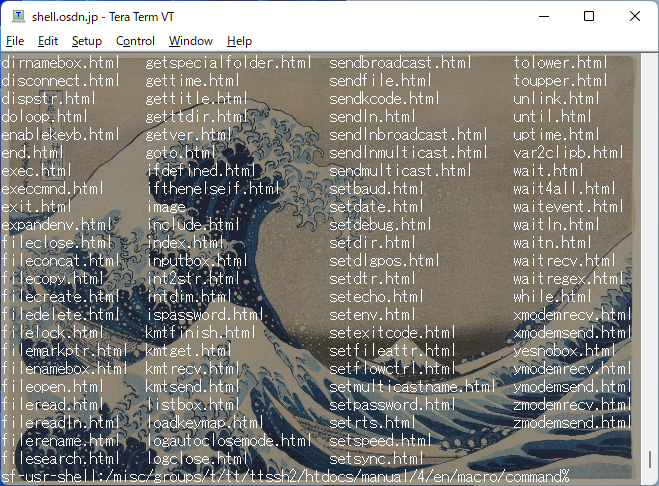 shell.osdn.jp - Tera Term VT
File Edit Setup Control Window Help
dirnamebox.html getspecialfolder.html sendbroadcast.html tolower.html
disconnect.html gettime.html sendfile.html toupper.html
dispstr.html gettitle.html sendkcode.html unlink.html
doloop.html getttdir.html sendln.html until.html
enablekeyb.html getver.html sendlnbroadcast.html uptime.html
end.html goto.html sendlnmulticast.html var2clipb.html
exec.html ifdefined.html sendmulticast.html wait.html
execcmnd.html ifthenelseif.html setbaud.html wait4all.html
exit.html image setdate.html waitevent.html
expandenv.html include.html setdebug.html waitln.html
fileclose.html index.html setdir.html waitn.html
fileconcat.html inputbox.html setdlgpos.html waitrecv.html
filecopy.html int2str.html setdtr.html waitregex.html
filecreate.html intdim.html setecho.html while.html
filedelete.html ispassword.html setenv.html xmodemrecv.html
filelock.html kmtfinish.html setexitcode.html xmodemsend.html
filemarkptr.html kmtget.html setfileattr.html yesnobox.html
filenamebox.html kmtrecv.html setflowctrl.html ymodemrecv.html
fileopen.html kmtsend.html setmulticastname.html ymodemsend.html
fileread.html listbox.html setpassword.html zmodemrecv.html
filereadln.html loadkeymap.html setrts.html zmodemsend.html
filerename.html logautoclosemode.html setspeed.html
filesearch.html logclose.html setsync.html
sf-usr-shell:/misc/groups/t/tt/ttssh2/htdocs/manual/4/en/macro/command%